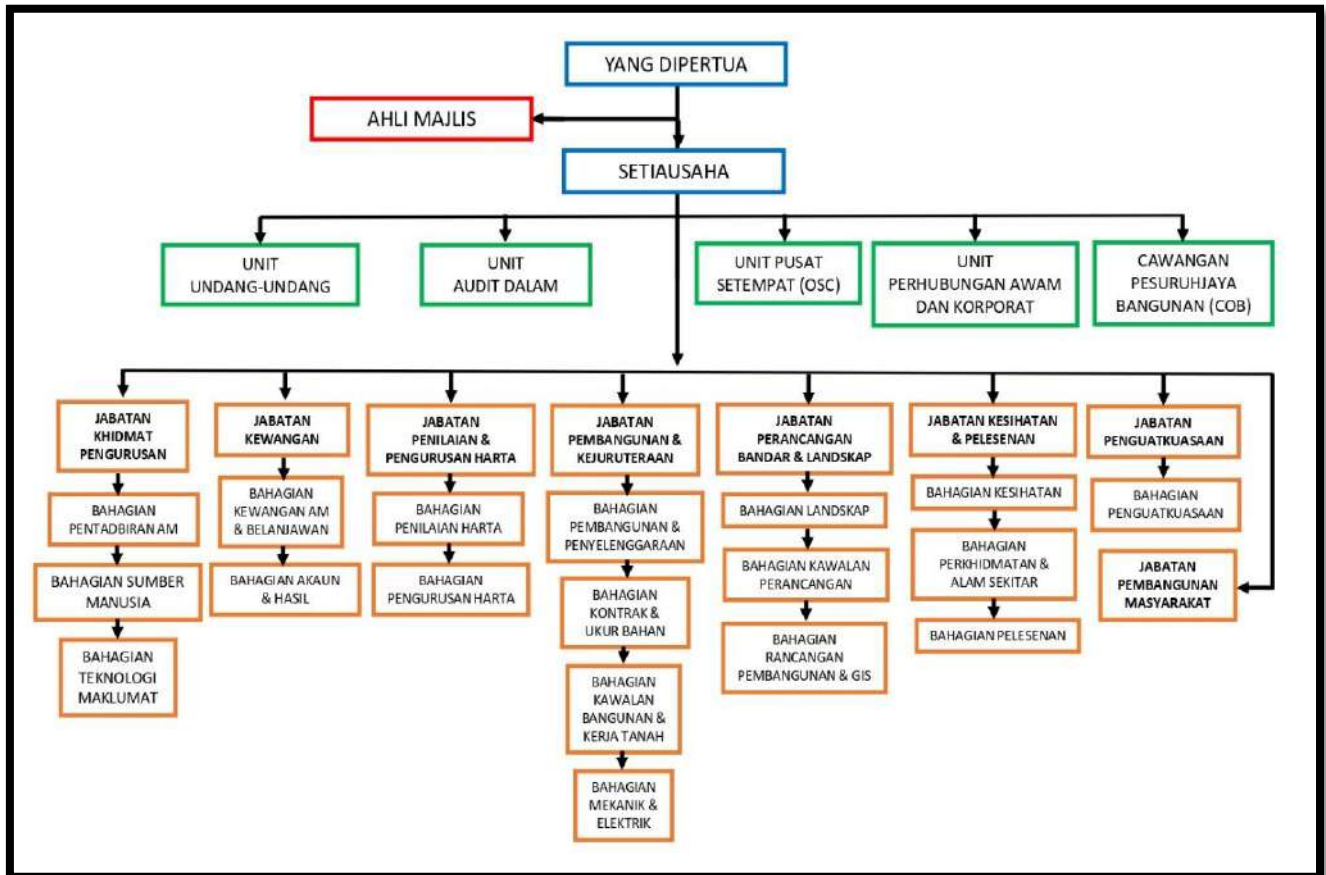 YANG DIPERTUA
AHLI MAJLIS
SETIAUSAHA
UNIT
UNDANG-UNDANG
UNIT
AUDIT DALAM
UNIT PUSAT
SETEMPAT (OSC)
UNIT
PERHUBUNGAN AWAM
DAN KORPORAT
CAWANGAN
PESURUHJAYA
BANGUNAN (COB)
JABATAN
KHIDMAT
PENGURUSAN
BAHAGIAN
PENTADBIRAN AM
BAHAGIAN SUMBER
MANUSIA
BAHAGIAN
TEKNOLOGI
MAKLUMAT
JABATAN
KEWANGAN
BAHAGIAN
KEWANGAN AM
& BELANJAWAN
BAHAGIAN AKAUN
& HASIL
JABATAN
PENILAIAN &
PENGURUSAN HARTA
BAHAGIAN
PENILAIAN HARTA
BAHAGIAN
PENGURUSAN HARTA
JABATAN
PEMBANGUNAN &
KEJURUTERAAN
BAHAGIAN
PEMBANGUNAN &
PENYELENGGARAAN
BAHAGIAN
KONTRAK &
UKUR BAHAN
BAHAGIAN
KAWALAN
BANGUNAN &
KERJA TANAH
BAHAGIAN
MEKANIK &
ELEKTRIK
JABATAN
PERANCANGAN
BANDAR & LANDSKAP
BAHAGIAN LANDSKAP
BAHAGIAN KAWALAN
PERANCANGAN
BAHAGIAN
RANCANGAN
PEMBANGUNAN & GIS
JABATAN KESIHATAN
& PELESENAN
BAHAGIAN KESIHATAN
BAHAGIAN
PERKHIDMATAN &
ALAM SEKITAR
BAHAGIAN PELESENAN
JABATAN
PENGUATKUASAAN
BAHAGIAN
PENGUATKUASAAN
JABATAN
PEMBANGUNAN
MASYARAKAT